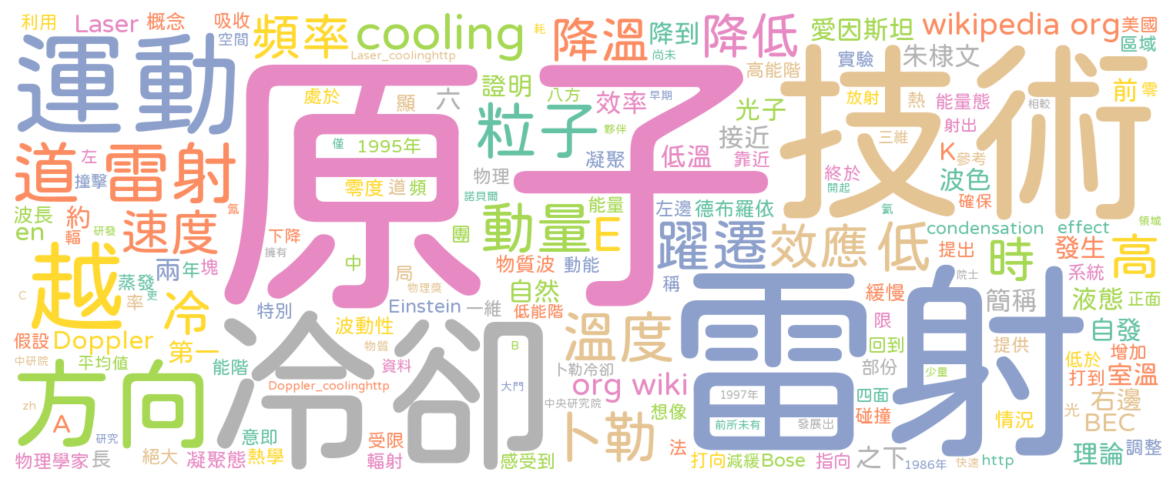 利用 Laser 概念 吸收 頻率 cooling 耗 降溫 降到 降低 愛因斯坦 wikipedia org 美國
空間 Laser_coolinghttp 尚未 區域
運動 原子 技術 高能階 實驗 朱棣文
處於 顯 六 證明 八方 效率 早期 光子 放射 熱 能量態 前 零
僅 1995年 粒子 夥伴 接近 射出 相較
道 雷射 左 撞擊 零度 道 頻 物理 凝聚 低溫 靠近 終於 三維 K 參考 波色
氦 擁有 諾貝爾 開起 氦 確保
波長 約 速度 團 動量 能量 E 左邊 德布羅依 condensation effect 領域
en 輻 研發 下降 中 物質波 動能 躍遷 效應 低 時 提出 發生 高
越 蒸發 兩 年 塊 局 物理獎 自然 稱 院士 系統
C 率 更 冷 特別 Einstein 一維 低能階 緩慢 簡稱 液態 正面
假設 Doppler 第一 波動性 冷卻 溫度 雷射 限 回到 提供 自發
中研院 平均值 能階 物質 資料 B 卜勒冷卻 部份 低於 增加
方向 Doppler_coolinghttp 大門 org wiki 少量 打到 室溫
zh A 中央研究院 想像 1997年 四面 光 右邊
研究 意即 受限 卜勒 前所未有 發展出 碰撞 情況 BEC
物理學家 長 絕大 凝聚態 熱學 輻射 感受到 法 打向 減緩 Bose 指向 之下 1986年 快速 http 理論 調整